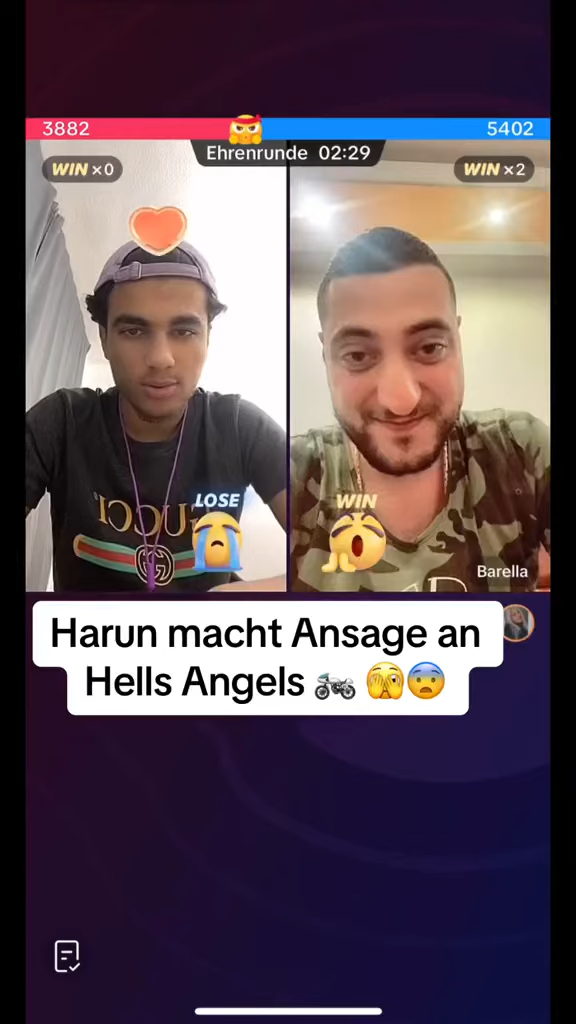 3882
5402
Ehrenrunde 02:29
WIN ×0
WIN ×2
GUCCI
LOSE
WIN
Barella
Harun macht Ansage an
Hells Angels 🏍️ 🫣😨